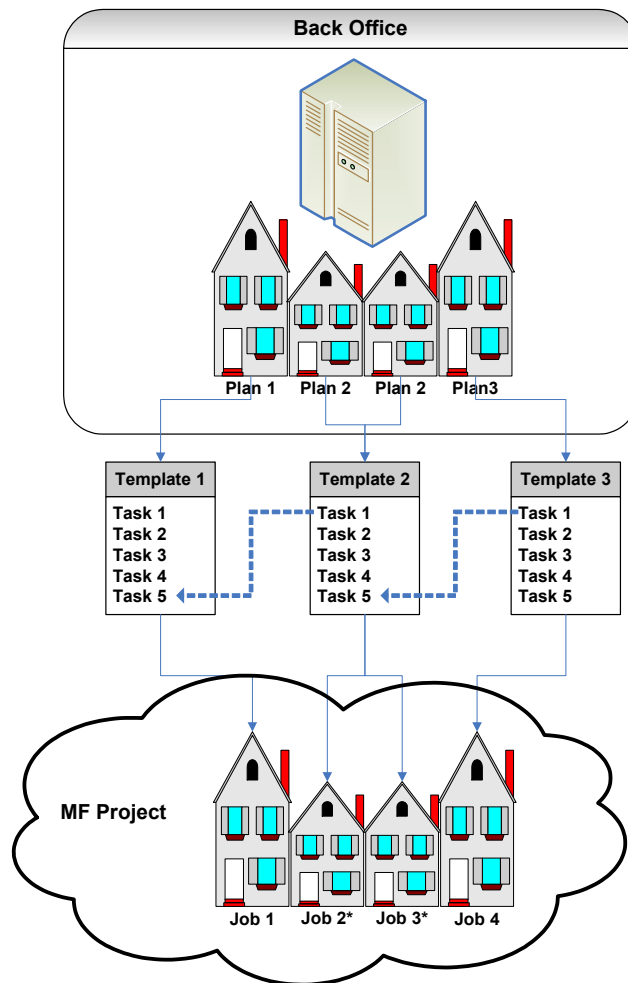 Back Office
Plan 1
Plan 2
Plan 2
Plan3
Template 1
Task 1
Task 2
Task 3
Task 4
Task 5
Template 2
Task 1
Task 2
Task 3
Task 4
Task 5
Template 3
Task 1
Task 2
Task 3
Task 4
Task 5
MF Project
Job 1
Job 2*
Job 3*
Job 4